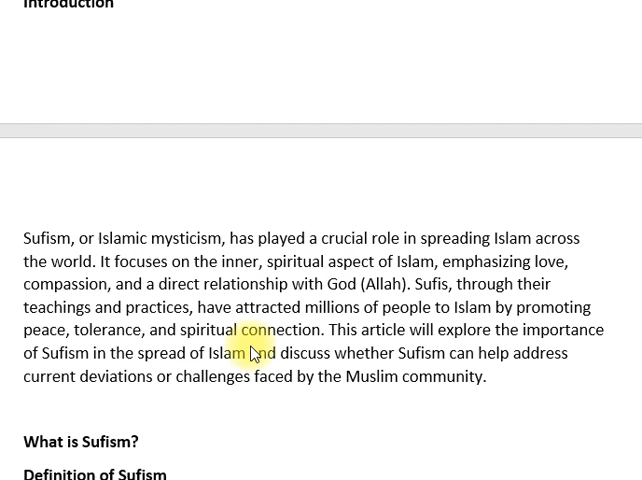 Introduction
Sufism, or Islamic mysticism, has played a crucial role in spreading Islam across
the world. It focuses on the inner, spiritual aspect of Islam, emphasizing love,
compassion, and a direct relationship with God (Allah). Sufis, through their
teachings and practices, have attracted millions of people to Islam by promoting
peace, tolerance, and spiritual connection. This article will explore the importance
of Sufism in the spread of Islam and discuss whether Sufism can help address
current deviations or challenges faced by the Muslim community.
What is Sufism?
Definition of Sufism